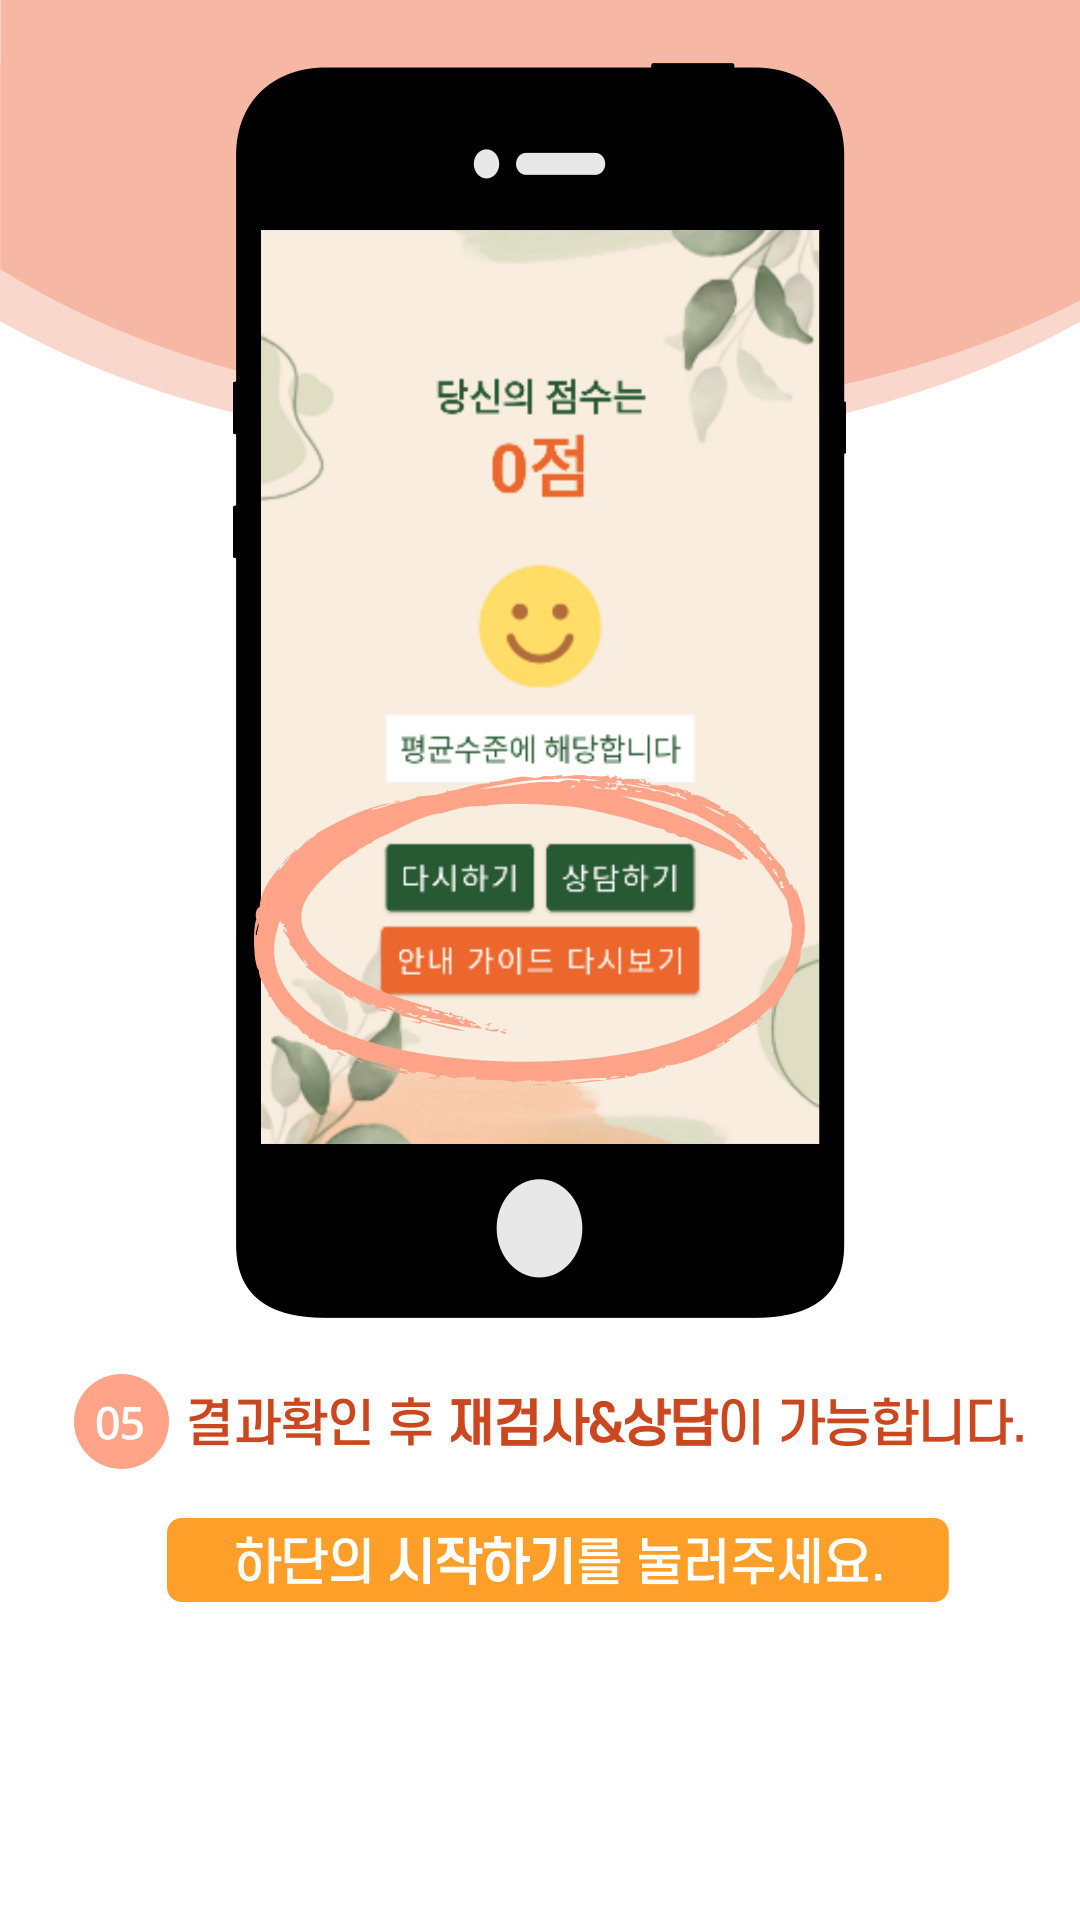 당신의 점수는
0점
평균수준에 해당합니다
다시하기 상담하기
안내 가이드 다시보기
05 결과확인 후 재검사&상담이 가능합니다.
하단의 시작하기를 눌러주세요.